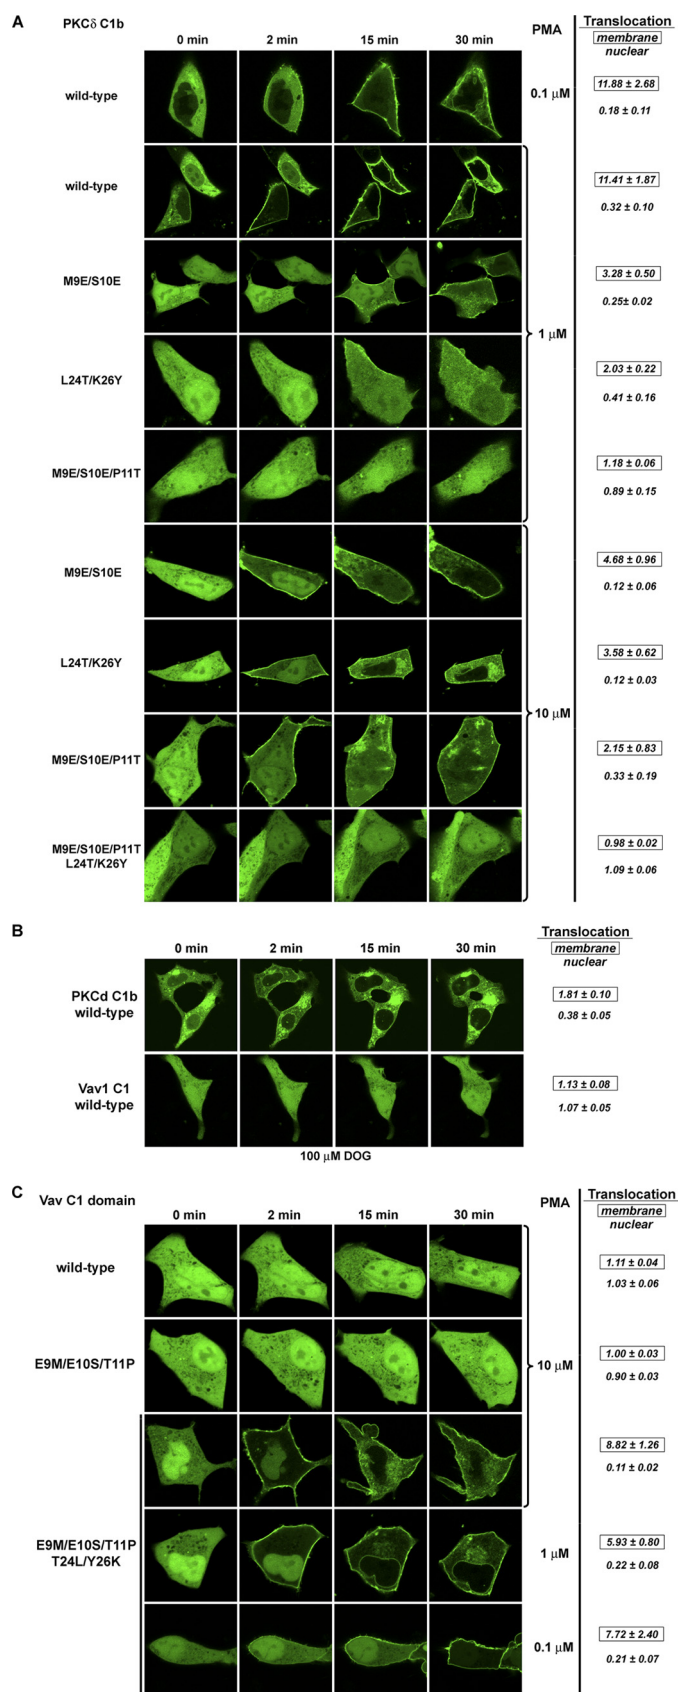 A
PKCδ C1b
0 min 2 min 15 min 30 min
PMA
Translocation
membrane
nuclear
wild-type
0.1 μM
11.88 ± 2.68
0.18 ± 0.11
wild-type
11.41 ± 1.87
0.32 ± 0.10
M9E/S10E
3.28 ± 0.50
0.25± 0.02
1 μM
L24T/K26Y
2.03 ± 0.22
0.41 ± 0.16
M9E/S10E/P11T
1.18 ± 0.06
0.89 ± 0.15
M9E/S10E
4.68 ± 0.96
0.12 ± 0.06
L24T/K26Y
3.58 ± 0.62
0.12 ± 0.03
10 μM
M9E/S10E/P11T
2.15 ± 0.83
0.33 ± 0.19
M9E/S10E/P11T
L24T/K26Y
0.98 ± 0.02
1.09 ± 0.06
B
0 min 2 min 15 min 30 min
Translocation
membrane
nuclear
PKCd C1b
wild-type
1.81 ± 0.10
0.38 ± 0.05
Vav1 C1
wild-type
1.13 ± 0.08
1.07 ± 0.05
100 μM DOG
C
Vav C1 domain
0 min 2 min 15 min 30 min
PMA
Translocation
membrane
nuclear
wild-type
1.11 ± 0.04
1.03 ± 0.06
E9M/E10S/T11P
10 μM
1.00 ± 0.03
0.90 ± 0.03
8.82 ± 1.26
0.11 ± 0.02
E9M/E10S/T11P
T24L/Y26K
1 μM
5.93 ± 0.80
0.22 ± 0.08
0.1 μM
7.72 ± 2.40
0.21 ± 0.07